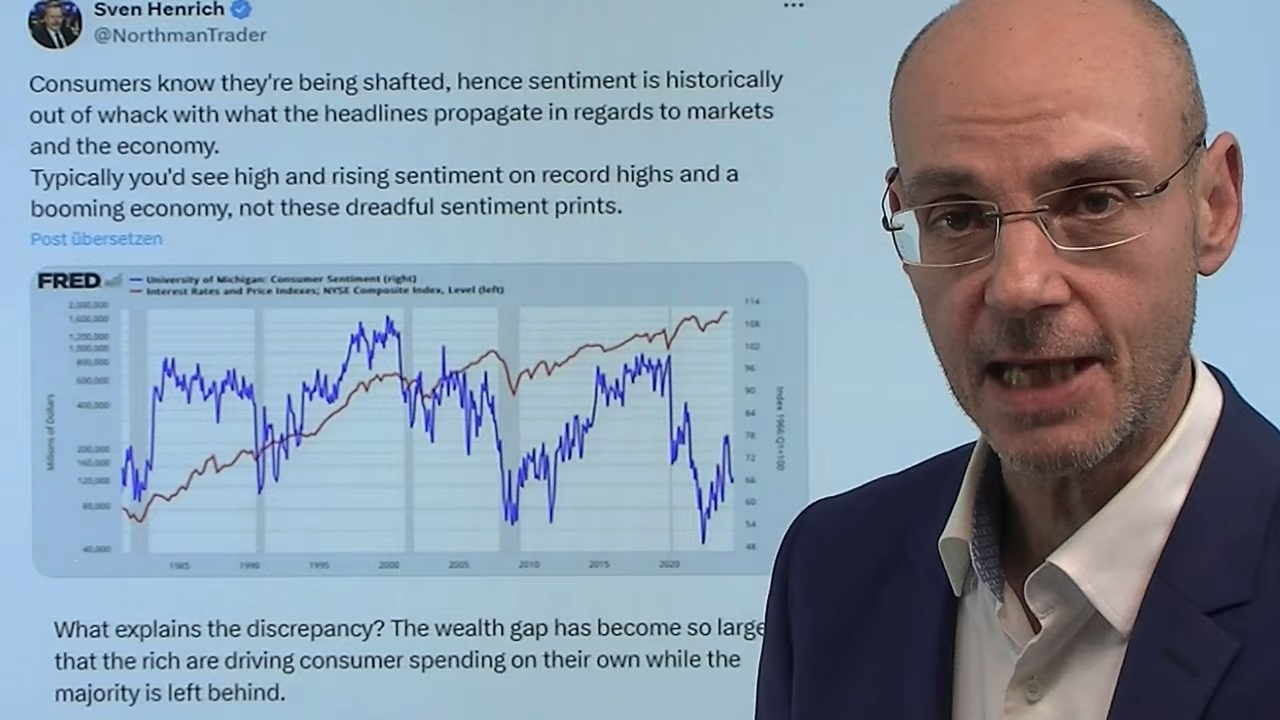 Sven Henrich
@NorthmanTrader
...
Consumers know they're being shafted, hence sentiment is historically
out of whack with what the headlines propagate in regards to markets
and the economy.
Typically you'd see high and rising sentiment on record highs and a
booming economy, not these dreadful sentiment prints.
Post übersetzen
FRED
University of Michigan: Consumer Sentiment (right)
Interest Rates and Price Indexes; NYSE Composite Index, Level (left)
2,000,000
1,600,000
1,200,000
1,000,000
800,000
600,000
400,000
200,000
160,000
120,000
80,000
40,000
Millions of Dollars
114
108
102
96
90
84
78
72
66
60
54
48
Index 1966 Q1=100
1985
1990
1995
2000
2005
2010
2015
2020
What explains the discrepancy? The wealth gap has become so large
that the rich are driving consumer spending on their own while the
majority is left behind.